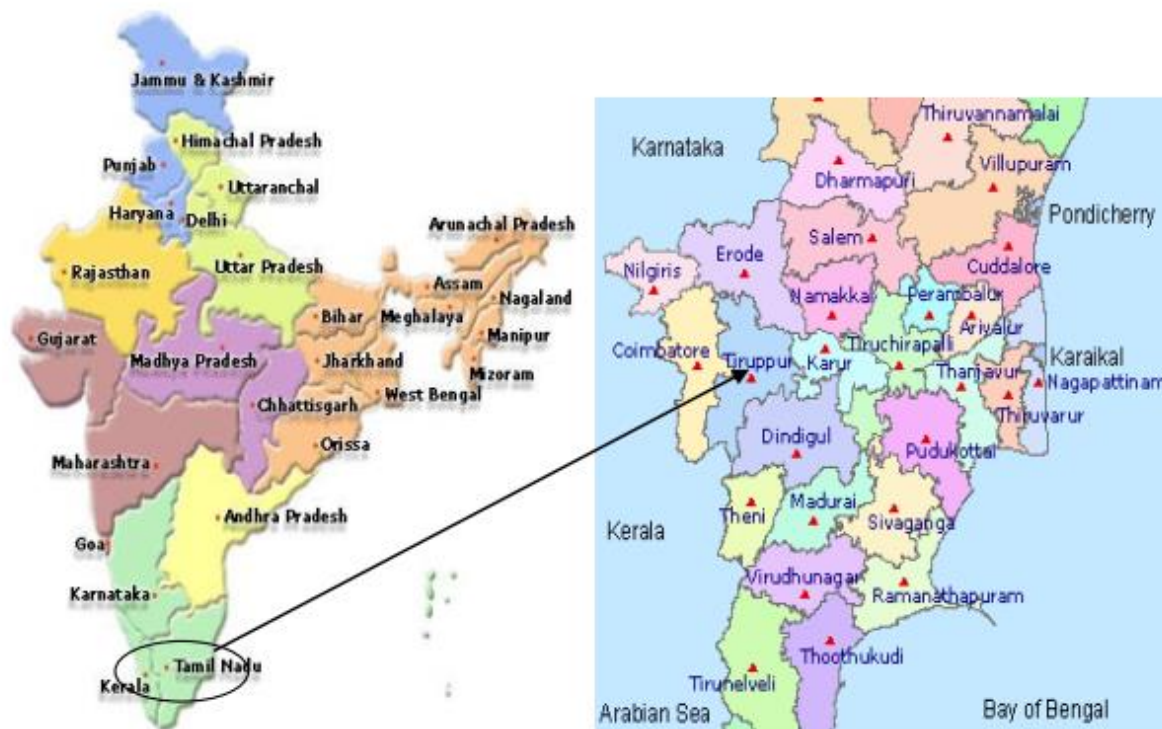 Jammu & Kashmir
Himachal Pradesh
Punjab
Uttaranchal
Haryana
Delhi
Arunachal Pradesh
Rajasthan
Uttar Pradesh
Assam
Nagaland
Bihar
Meghalaya
Gujarat
Manipur
Madhya Pradesh
Jharkhand
Mizoram
West Bengal
Chhattisgarh
Orissa
Maharashtra
Andhra Pradesh
Goa
Karnataka
Tamil Nadu
Kerala
Thiruvannamalai
Karnataka
Villupuram
Dharmapuri
Pondicherry
Salem
Erode
Cuddalore
Nilgiris
Namakkal
Perambalur
Ariyalur
Tiruchirapalli
Coimbatore
Tiruppur
Karur
Karaikal
Thanjavur
Nagapattinam
Thiruvarur
Dindigul
Pudukottai
Madurai
Theni
Sivaganga
Kerala
Virudhunagar
Ramanathapuram
Thoothukudi
Tirunelveli
Arabian Sea
Bay of Bengal